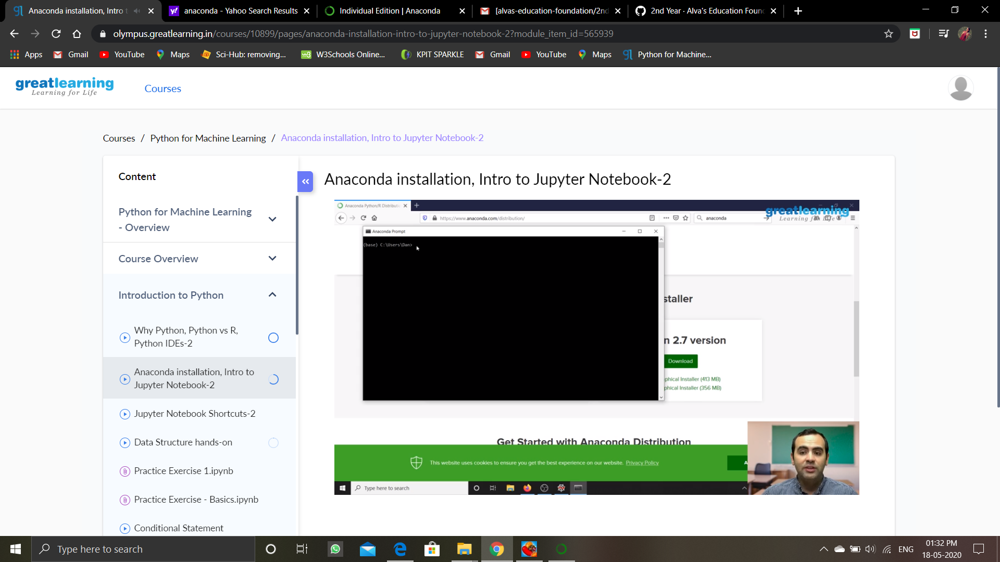 Anaconda installation, Intro t
anaconda - Yahoo Search Results
Individual Edition | Anaconda
[alvas-education-foundation/2nd
2nd Year · Alva's Education Foun
olympus.greatlearning.in/courses/10899/pages/anaconda-installation-intro-to-jupyter-notebook-2?module_item_id=565939
Apps
Gmail
YouTube
Maps
Sci-Hub: removing...
W3Schools Online...
KPIT SPARKLE
Gmail
YouTube
Maps
Python for Machine...
greatlearning
Learning for Life
Courses
Courses / Python for Machine Learning / Anaconda installation, Intro to Jupyter Notebook-2
Content
Python for Machine Learning
- Overview
Course Overview
Introduction to Python
Why Python, Python vs R,
Python IDEs-2
Anaconda installation, Intro to
Jupyter Notebook-2
Jupyter Notebook Shortcuts-2
Data Structure hands-on
Practice Exercise 1.ipynb
Practice Exercise - Basics.ipynb
Conditional Statement
Anaconda installation, Intro to Jupyter Notebook-2
Anaconda Python/R Distributi
https://www.anaconda.com/distribution/
anaconda
greatlearning
Learning for Life
Anaconda Prompt
(base) C:\Users\Dan>
staller
n 2.7 version
Download
phical Installer (413 MB)
phical Installer (356 MB)
Get Started with Anaconda Distribution
This website uses cookies to ensure you get the best experience on our website. Privacy Policy
A
Type here to search
Type here to search
ENG
01:32 PM
18-05-2020